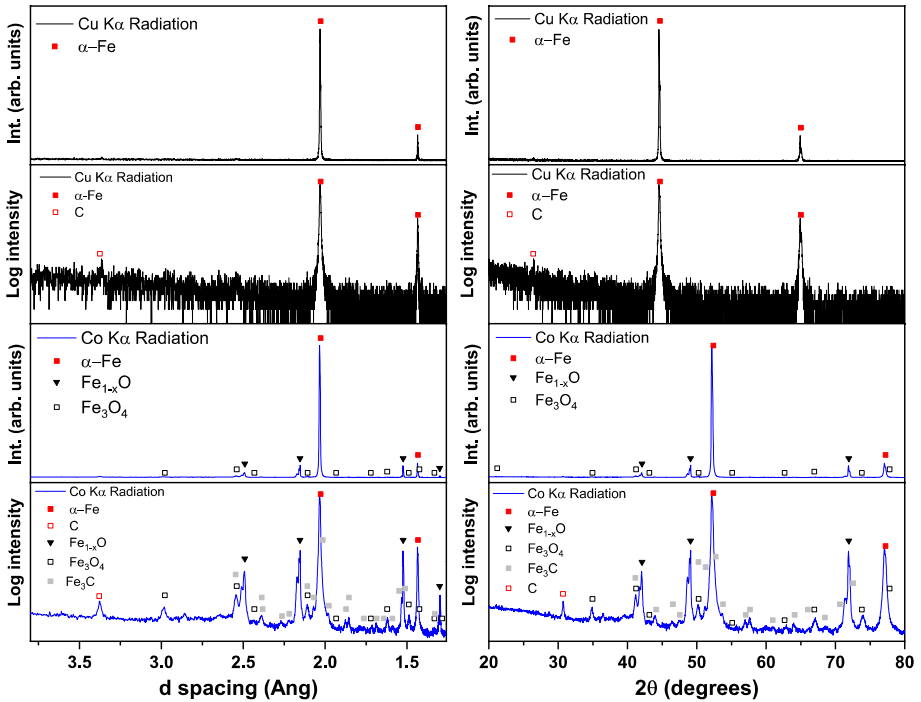 Int. (arb. units)
Cu Kα Radiation
α–Fe
Log intensity
Cu Kα Radiation
α-Fe
C
Int. (arb. units)
Co Kα Radiation
α–Fe
Fe1-xO
Fe3O4
Log intensity
Co Kα Radiation
α-Fe
C
Fe1-xO
Fe3O4
Fe3C
3.5 3.0 2.5 2.0 1.5
d spacing (Ang)
Int. (arb. units)
Cu Kα Radiation
α–Fe
Log intensity
Cu Kα Radiation
α-Fe
C
Int. (arb. units)
Co Kα Radiation
α–Fe
Fe1-xO
Fe3O4
Log intensity
Co Kα Radiation
α-Fe
Fe1-xO
Fe3O4
Fe3C
C
20 30 40 50 60 70 80
2θ (degrees)